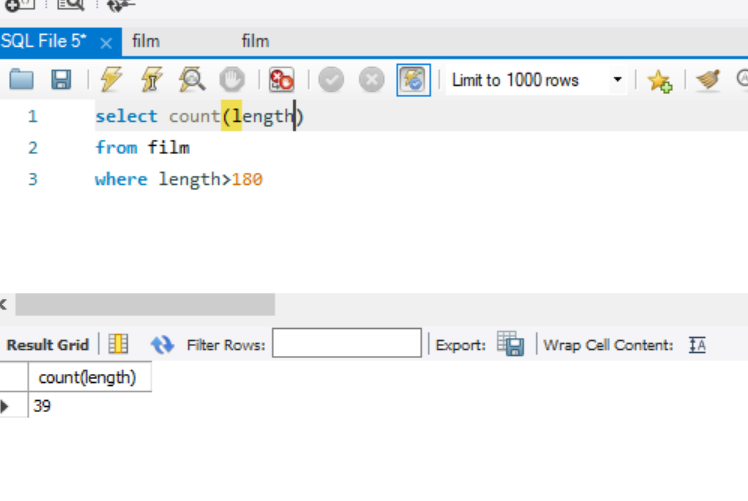 SQL File 5* film film
Limit to 1000 rows
1 select count(length)
2 from film
3 where length>180
Result Grid Filter Rows: Export: Wrap Cell Content:
count(length)
39